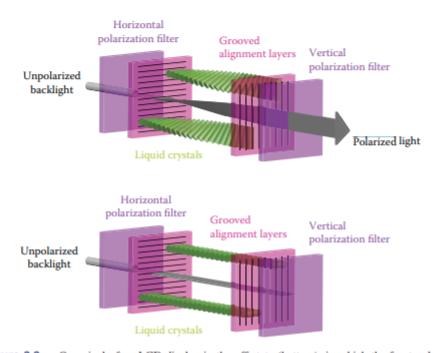 Horizontal
polarization filter
Grooved
alignment layers
Vertical
polarization filter
Unpolarized
backlight
Polarized light
Liquid crystals
Horizontal
polarization filter
Grooved
alignment layers
Vertical
polarization filter
Unpolarized
backlight
Liquid crystals